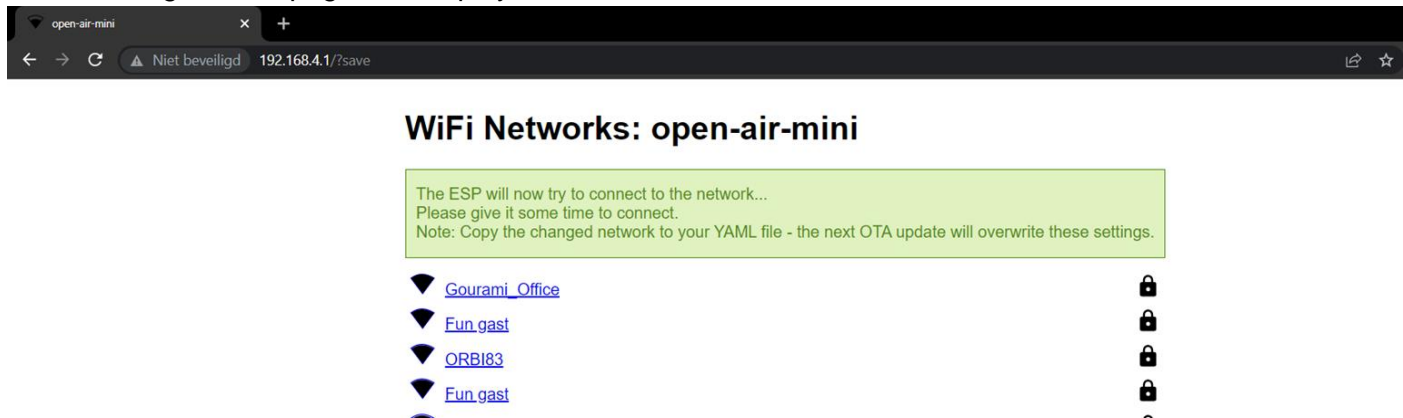 open-air-mini
Niet beveiligd 192.168.4.1/?save
WiFi Networks: open-air-mini
The ESP will now try to connect to the network...
Please give it some time to connect.
Note: Copy the changed network to your YAML file - the next OTA update will overwrite these settings.
Gourami_Office
Fun gast
ORBI83
Fun gast